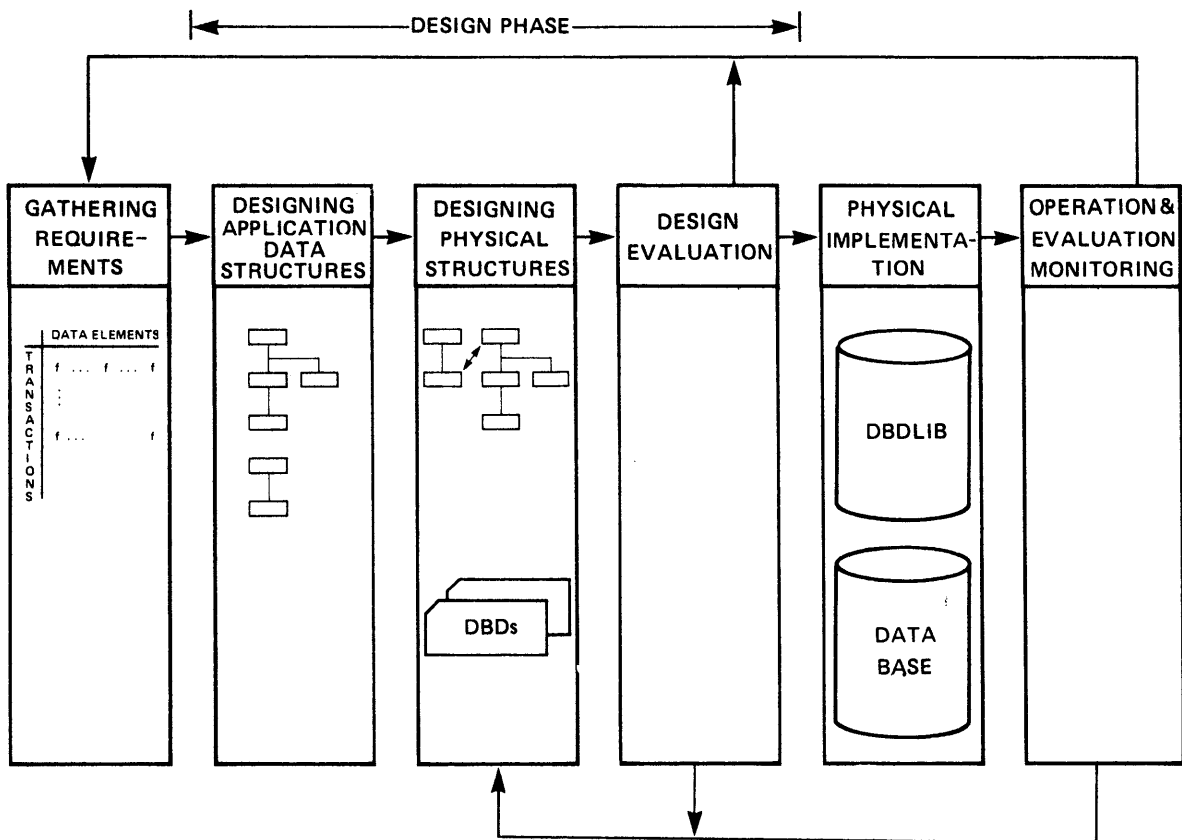 DESIGN PHASE
GATHERING
REQUIRE-
MENTS
DESIGNING
APPLICATION
DATA
STRUCTURES
DESIGNING
PHYSICAL
STRUCTURES
DESIGN
EVALUATION
PHYSICAL
IMPLEMENTA-
TION
OPERATION &
EVALUATION
MONITORING
DATA ELEMENTS
TRANSACTIONS
f ... f ... f
f ... f
DBDs
DBDLIB
DATA
BASE